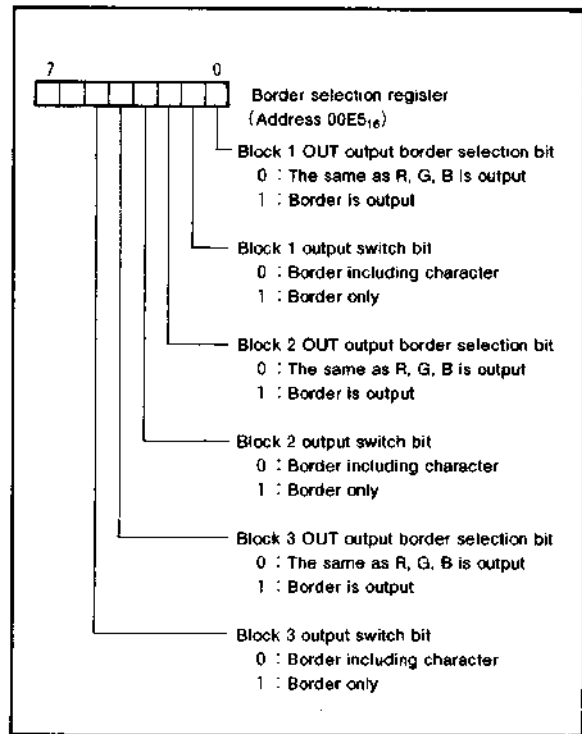 7 0
Border selection register
(Address 00E5₁₆)
Block 1 OUT output border selection bit
0 : The same as R, G, B is output
1 : Border is output
Block 1 output switch bit
0 : Border including character
1 : Border only
Block 2 OUT output border selection bit
0 : The same as R, G, B is output
1 : Border is output
Block 2 output switch bit
0 : Border including character
1 : Border only
Block 3 OUT output border selection bit
0 : The same as R, G, B is output
1 : Border is output
Block 3 output switch bit
0 : Border including character
1 : Border only